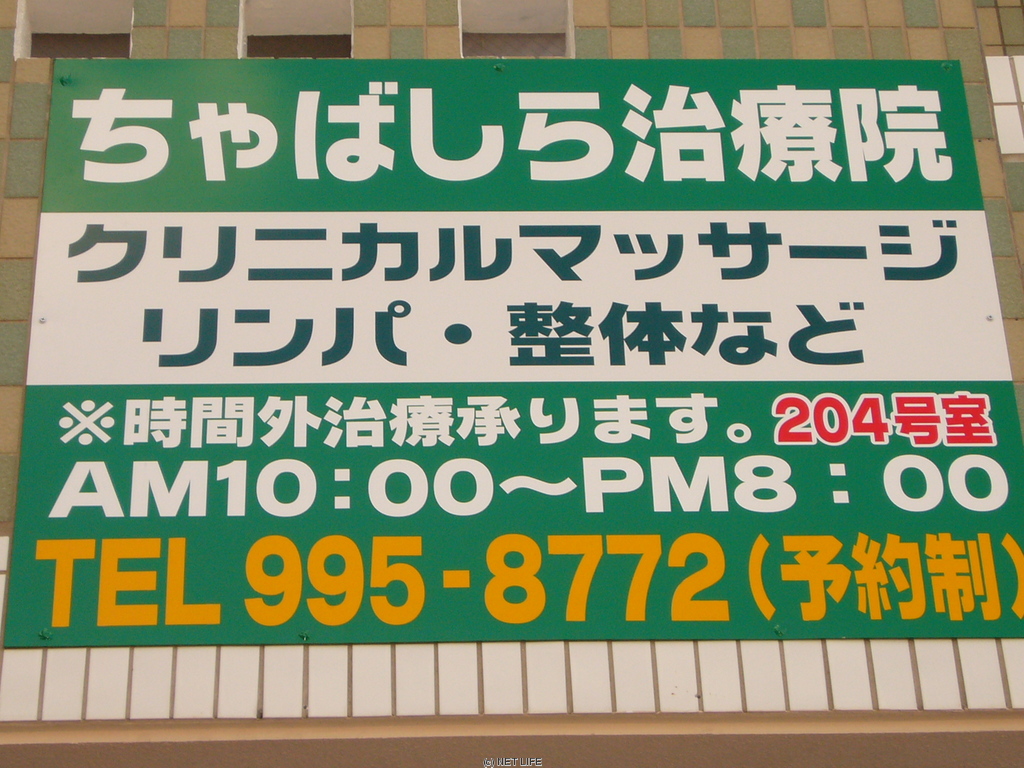 ちゃばしら治療院
クリニカルマッサージ
リンパ・整体など
※時間外治療承ります。204号室
AM10:00〜PM8:00
TEL 995-8772(予約制)
(c) NET LIFE